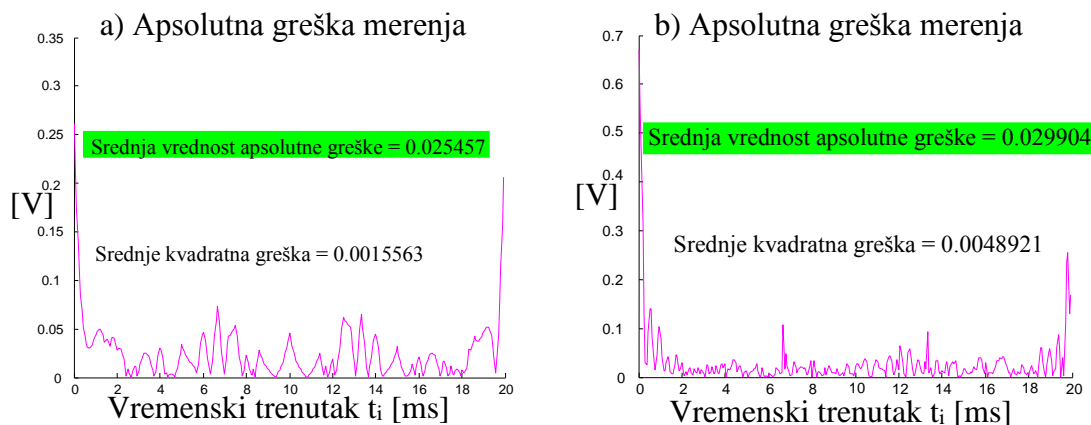 a) Apsolutna greška merenja
0.35
0.3
0.25
0.2
0.15
0.1
0.05
0
[V]
Srednja vrednost apsolutne greške = 0.025457
Srednje kvadratna greška = 0.0015563
0 2 4 6 8 10 12 14 16 18 20
Vremenski trenutak ti [ms]
b) Apsolutna greška merenja
0.7
0.6
0.5
0.4
0.3
0.2
0.1
0
[V]
Srednja vrednost apsolutne greške = 0.029904
Srednje kvadratna greška = 0.0048921
0 2 4 6 8 10 12 14 16 18 20
Vremenski trenutak ti [ms]